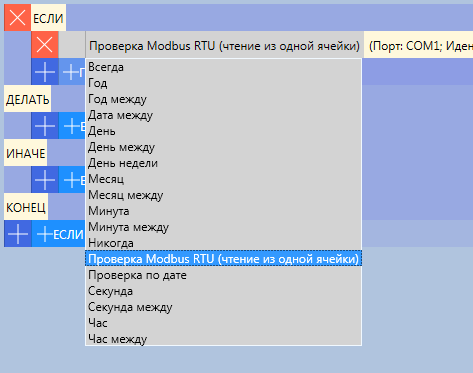 ЕСЛИ
Проверка Modbus RTU (чтение из одной ячейки) (Порт: COM1; Иден
Всегда
Год
Год между
Дата между
ДЕЛАТЬ
День
День между
День недели
ИНАЧЕ
Месяц
Месяц между
КОНЕЦ
Минута
Минута между
ЕСЛИ
Никогда
Проверка Modbus RTU (чтение из одной ячейки)
Проверка по дате
Секунда
Секунда между
Час
Час между